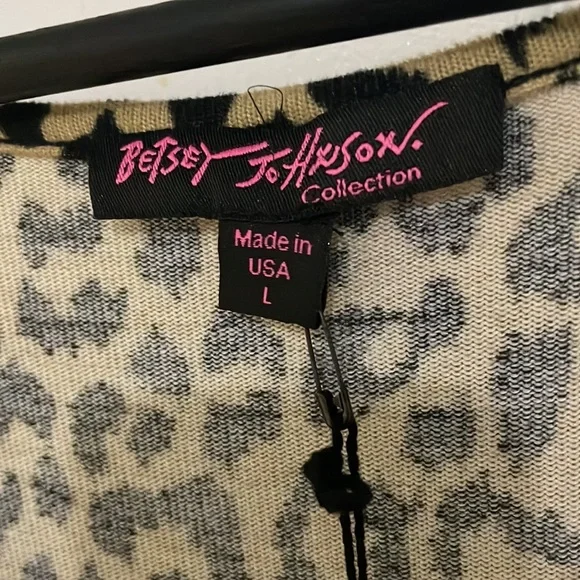 BETSEY JOHNSON.
Collection
Made in
USA
L